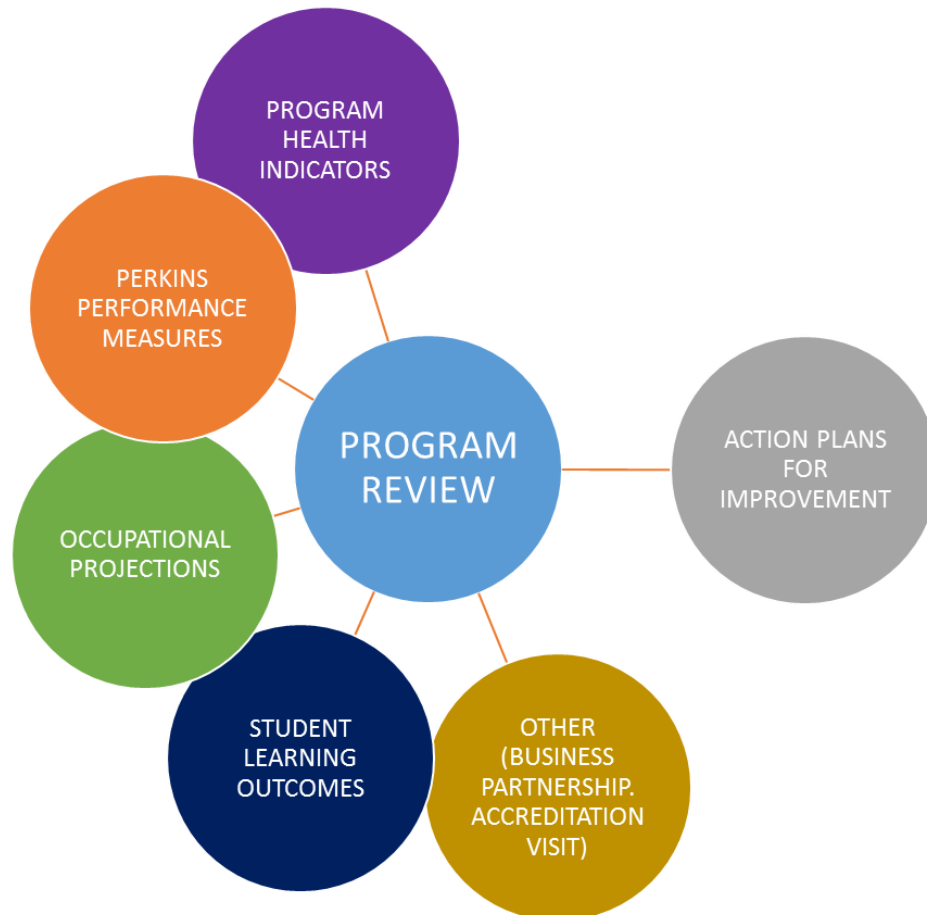 PROGRAM
HEALTH
INDICATORS
PERKINS
PERFORMANCE
MEASURES
PROGRAM
REVIEW
ACTION PLANS
FOR
IMPROVEMENT
OCCUPATIONAL
PROJECTIONS
STUDENT
LEARNING
OUTCOMES
OTHER
(BUSINESS
PARTNERSHIP.
ACCREDITATION
VISIT)